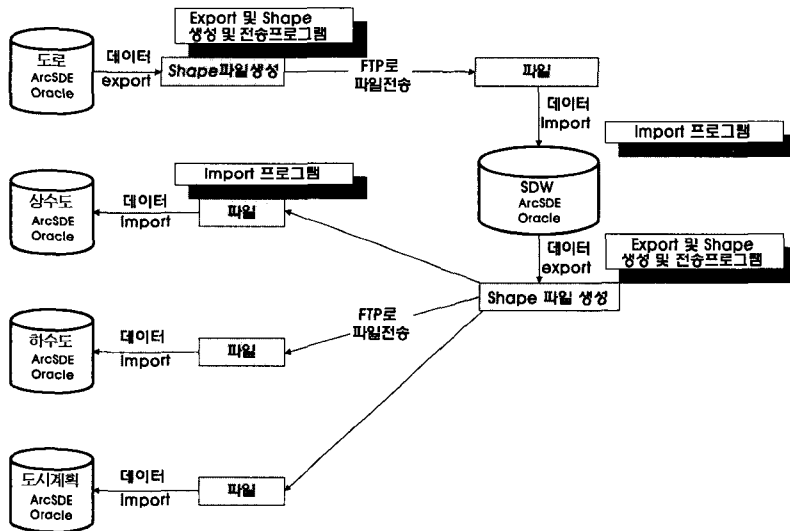 Export 및 Shape
생성 및 전송프로그램
도로
ArcSDE
Oracle
데이터
export
Shape파일생성
FTP로
파일전송
파일
데이터
Import
Import 프로그램
SDW
ArcSDE
Oracle
Import 프로그램
상수도
ArcSDE
Oracle
데이터
Import
파일
데이터
export
Export 및 Shape
생성 및 전송프로그램
Shape 파일 생성
FTP로
파일전송
하수도
ArcSDE
Oracle
데이터
Import
파일
도시계획
ArcSDE
Oracle
데이터
Import
파일